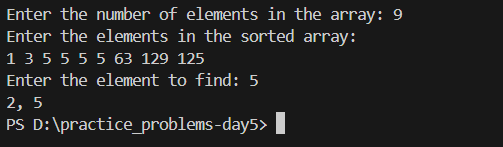 Enter the number of elements in the array: 9
Enter the elements in the sorted array:
1 3 5 5 5 5 63 129 125
Enter the element to find: 5
2, 5
PS D:\practice_problems-day5>